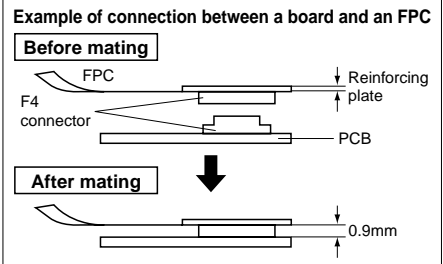 Example of connection between a board and an FPC
Before mating
FPC
Reinforcing
plate
F4
connector
PCB
After mating
0.9mm